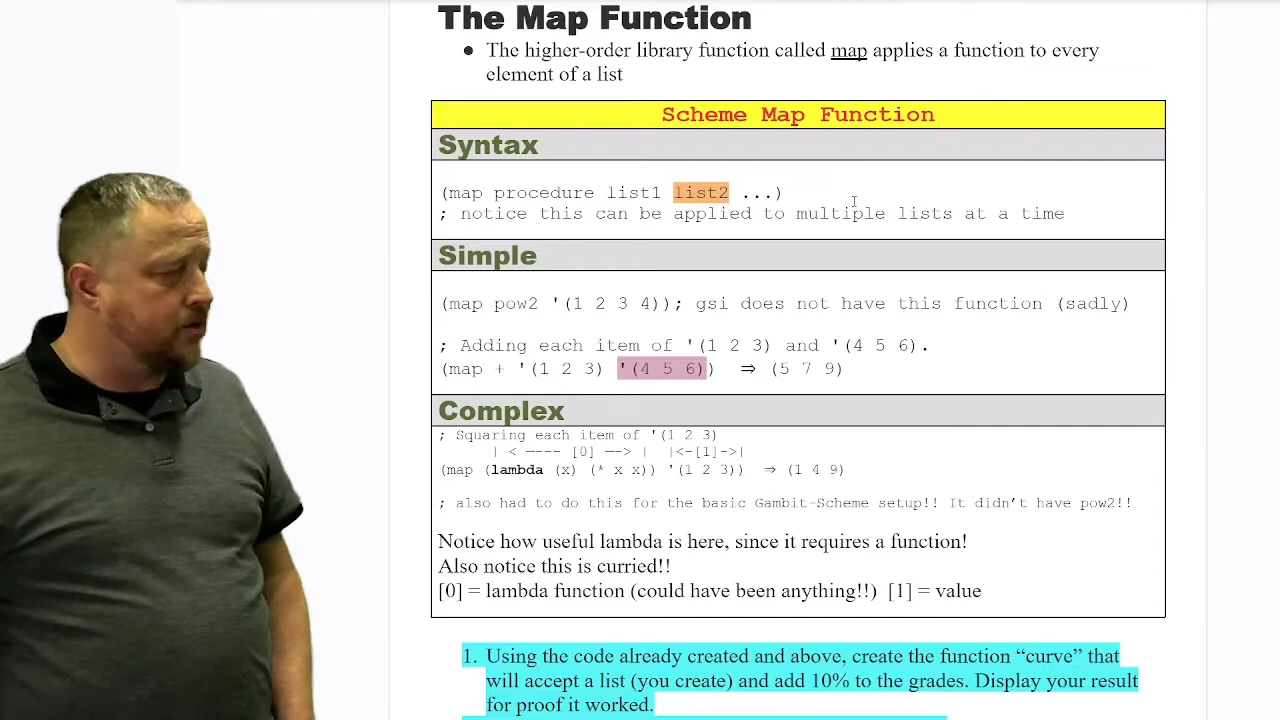 The Map Function
● The higher-order library function called map applies a function to every
element of a list
Scheme Map Function
Syntax
(map procedure list1 list2 ...)
; notice this can be applied to multiple lists at a time
Simple
(map pow2 '(1 2 3 4)); gsi does not have this function (sadly)
; Adding each item of '(1 2 3) and '(4 5 6).
(map + '(1 2 3) '(4 5 6)) ⇒ (5 7 9)
Complex
; Squaring each item of '(1 2 3)
| < –––– [0] ––> | |<-[1]->|
(map (lambda (x) (* x x)) '(1 2 3)) ⇒ (1 4 9)
; also had to do this for the basic Gambit-Scheme setup!! It didn't have pow2!!
Notice how useful lambda is here, since it requires a function!
Also notice this is curried!!
[0] = lambda function (could have been anything!!) [1] = value
1. Using the code already created and above, create the function “curve” that
will accept a list (you create) and add 10% to the grades. Display your result
for proof it worked.